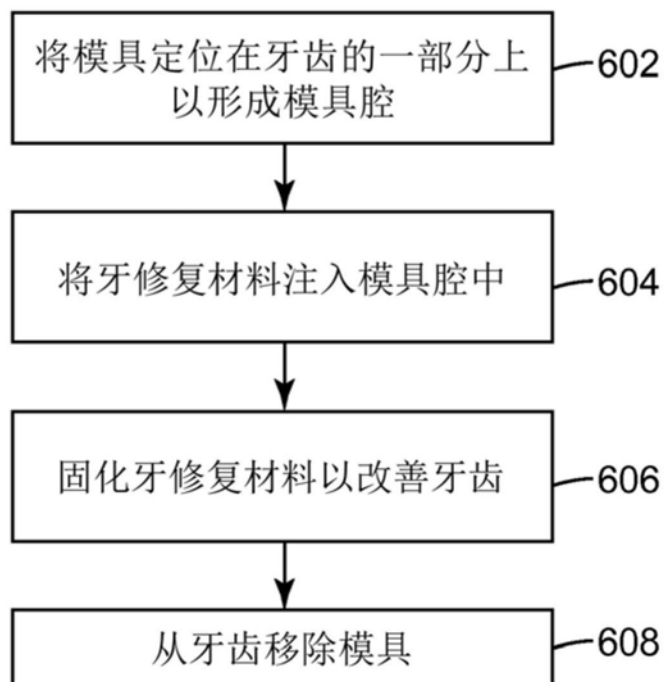 将模具定位在牙齿的一部分上
以形成模具腔
602
将牙修复材料注入模具腔中
604
固化牙修复材料以改善牙齿
606
从牙齿移除模具
608